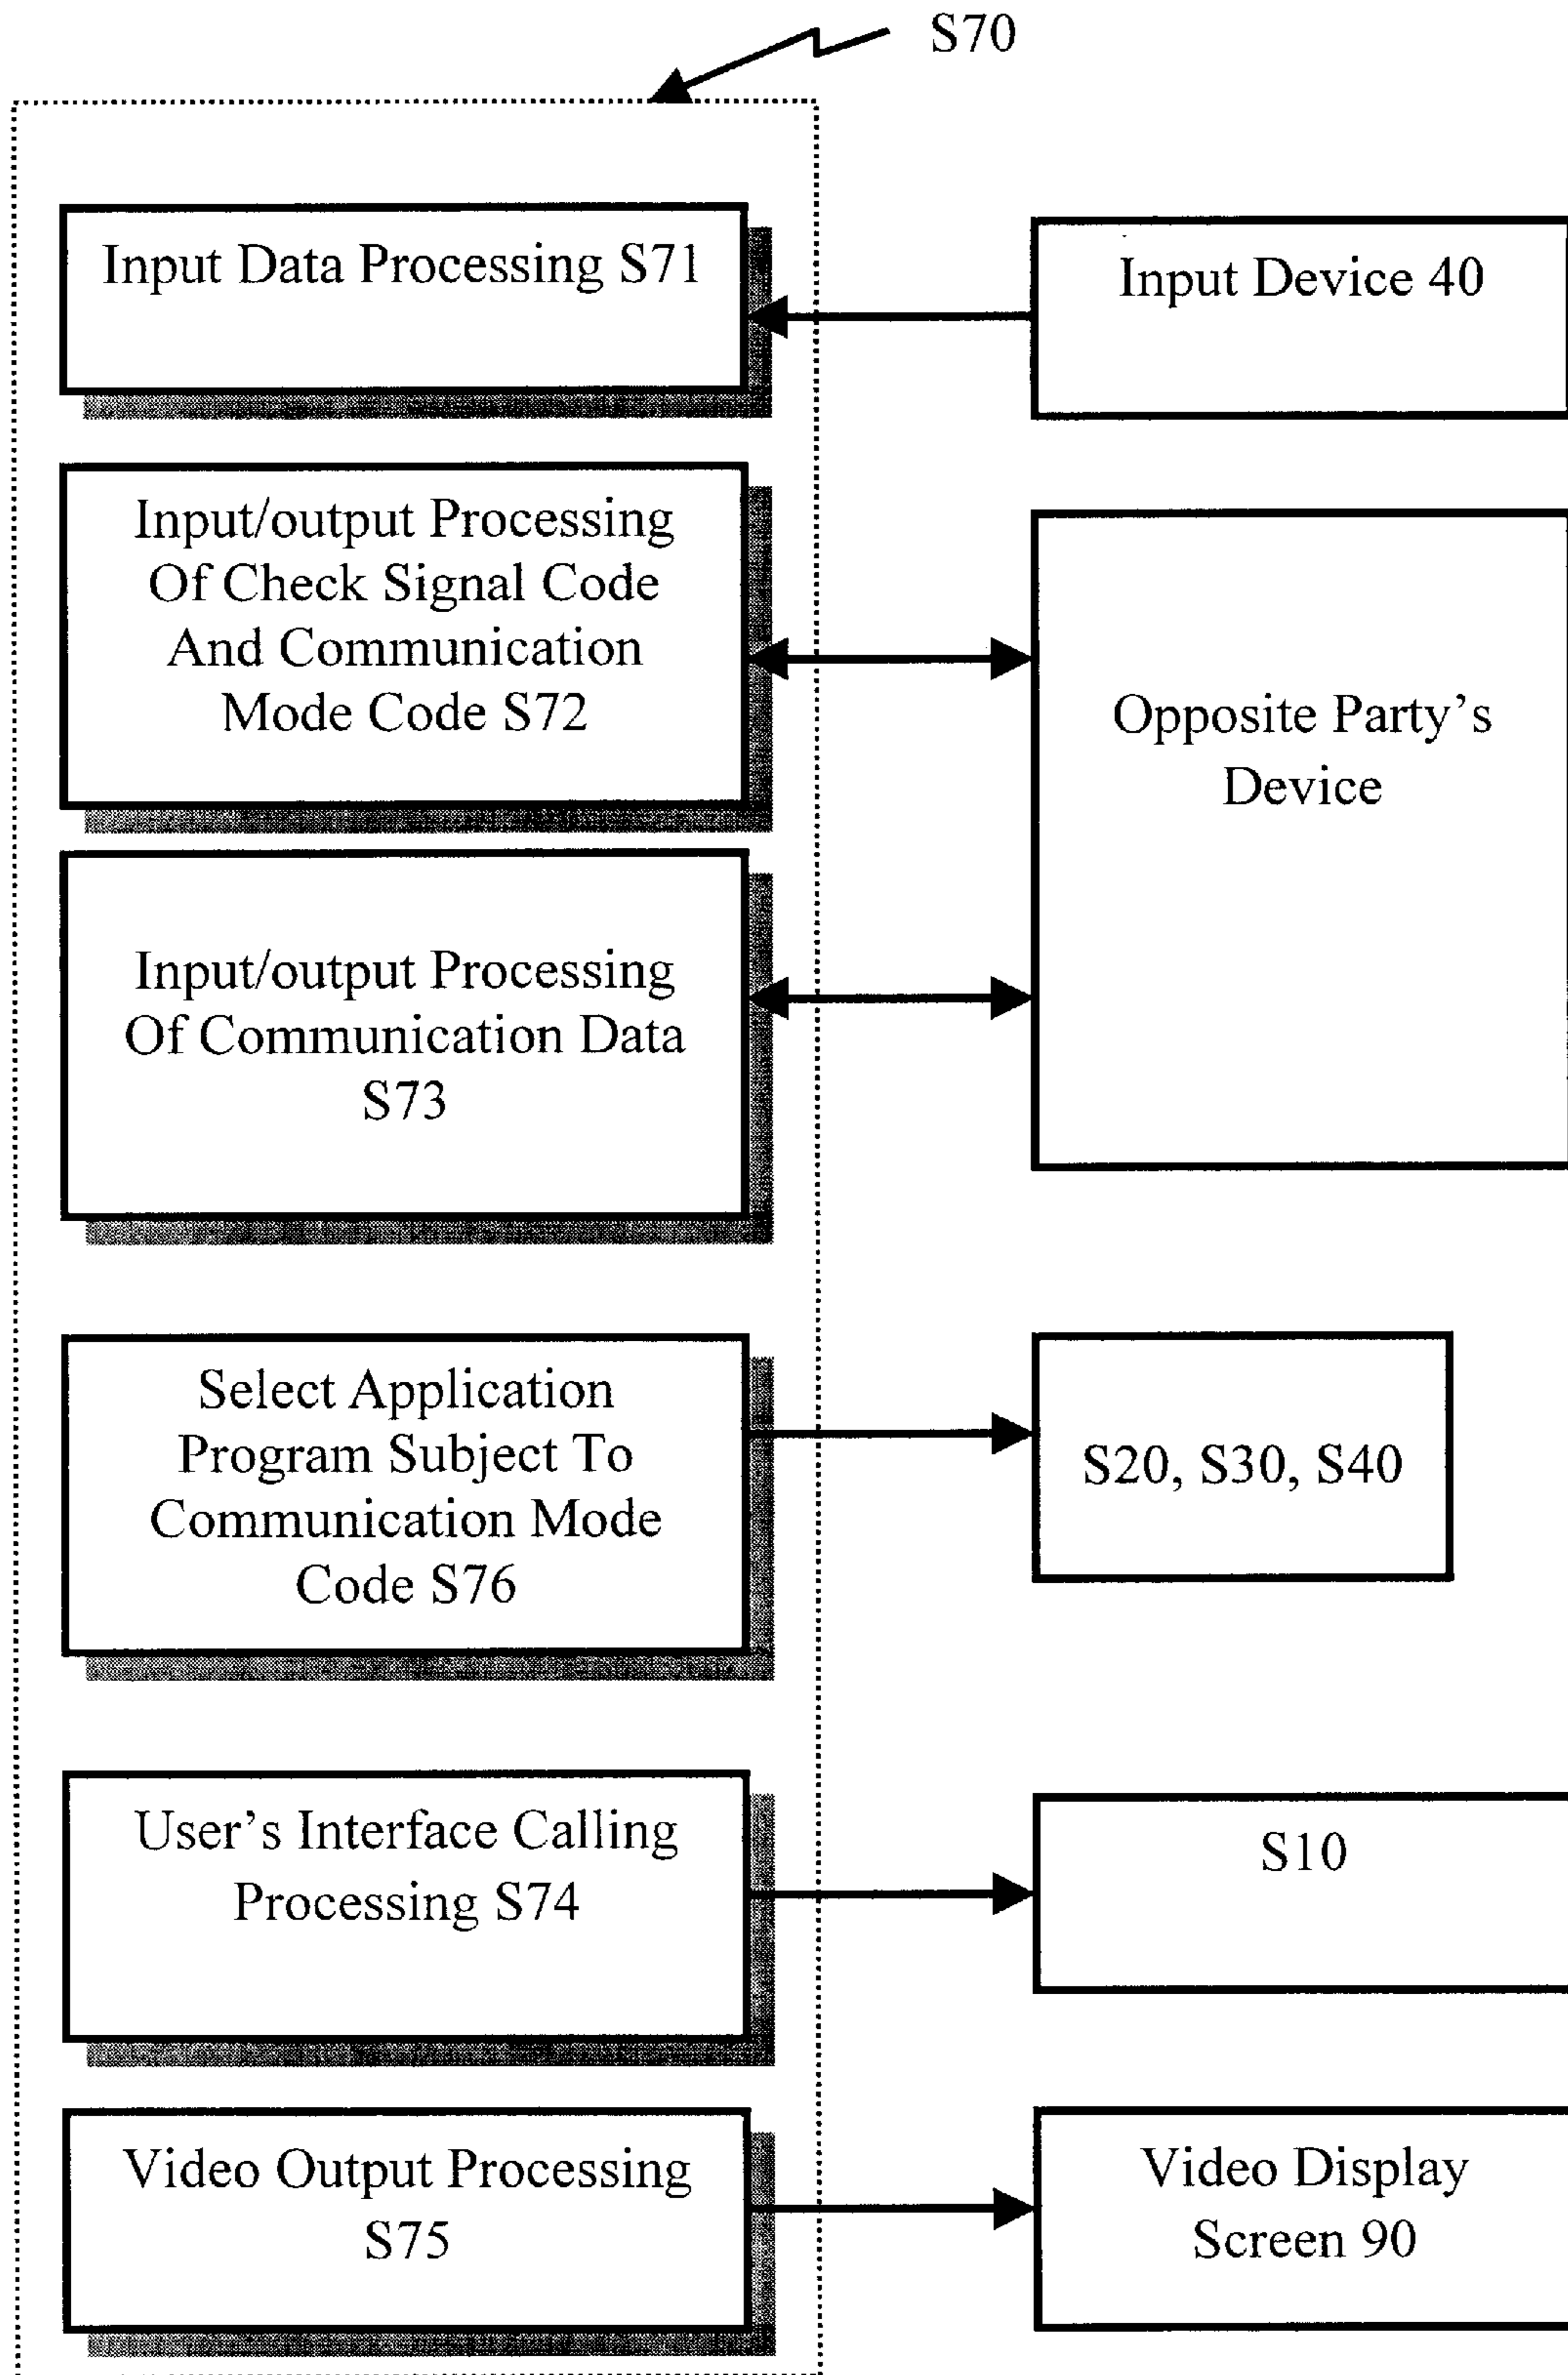 S70
Input Data Processing S71
Input Device 40
Input/output Processing
Of Check Signal Code
And Communication
Mode Code S72
Opposite Party’s
Device
Input/output Processing
Of Communication Data
S73
Select Application
Program Subject To
Communication Mode
Code S76
S20, S30, S40
User’s Interface Calling
Processing S74
S10
Video Output Processing
S75
Video Display
Screen 90